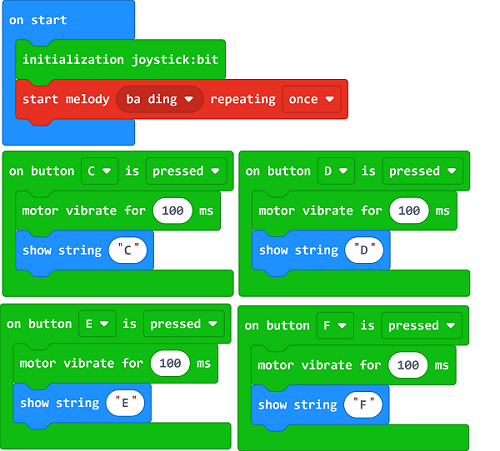 on start
initialization joystick:bit
start melody ba ding repeating once
on button C is pressed
motor vibrate for 100 ms
show string "C"
on button D is pressed
motor vibrate for 100 ms
show string "D"
on button E is pressed
motor vibrate for 100 ms
show string "E"
on button F is pressed
motor vibrate for 100 ms
show string "F"